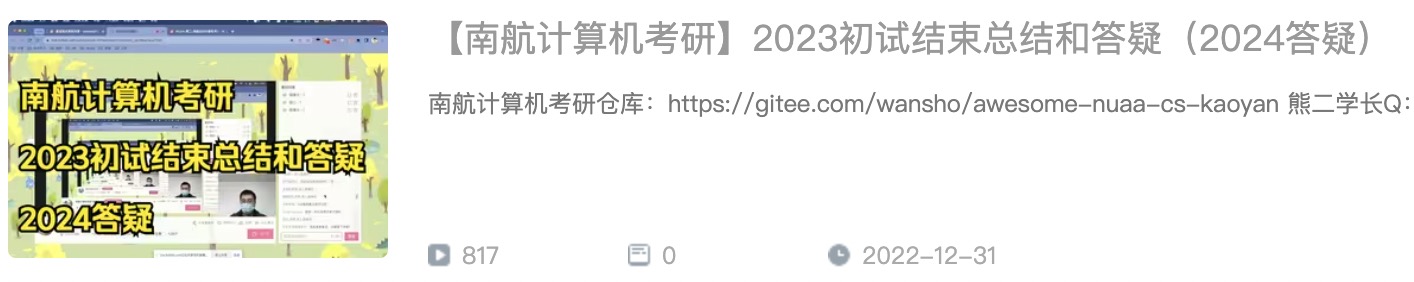 南航计算机考研
2023初试结束总结和答疑
2024答疑
【南航计算机考研】2023初试结束总结和答疑（2024答疑）
南航计算机考研仓库：https://gitee.com/wansho/awesome-nuaa-cs-kaoyan 熊二学长Q：
817
0
2022-12-31